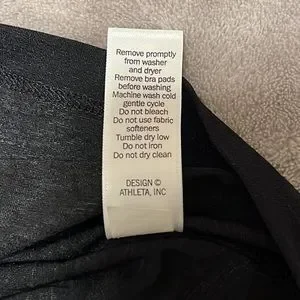 Remove promptly
from washer
and dryer
Remove bra pads
before washing
Machine wash cold
gentle cycle
Do not bleach
Do not use fabric
softeners
Tumble dry low
Do not iron
Do not dry clean
DESIGN ©
ATHLETA, INC